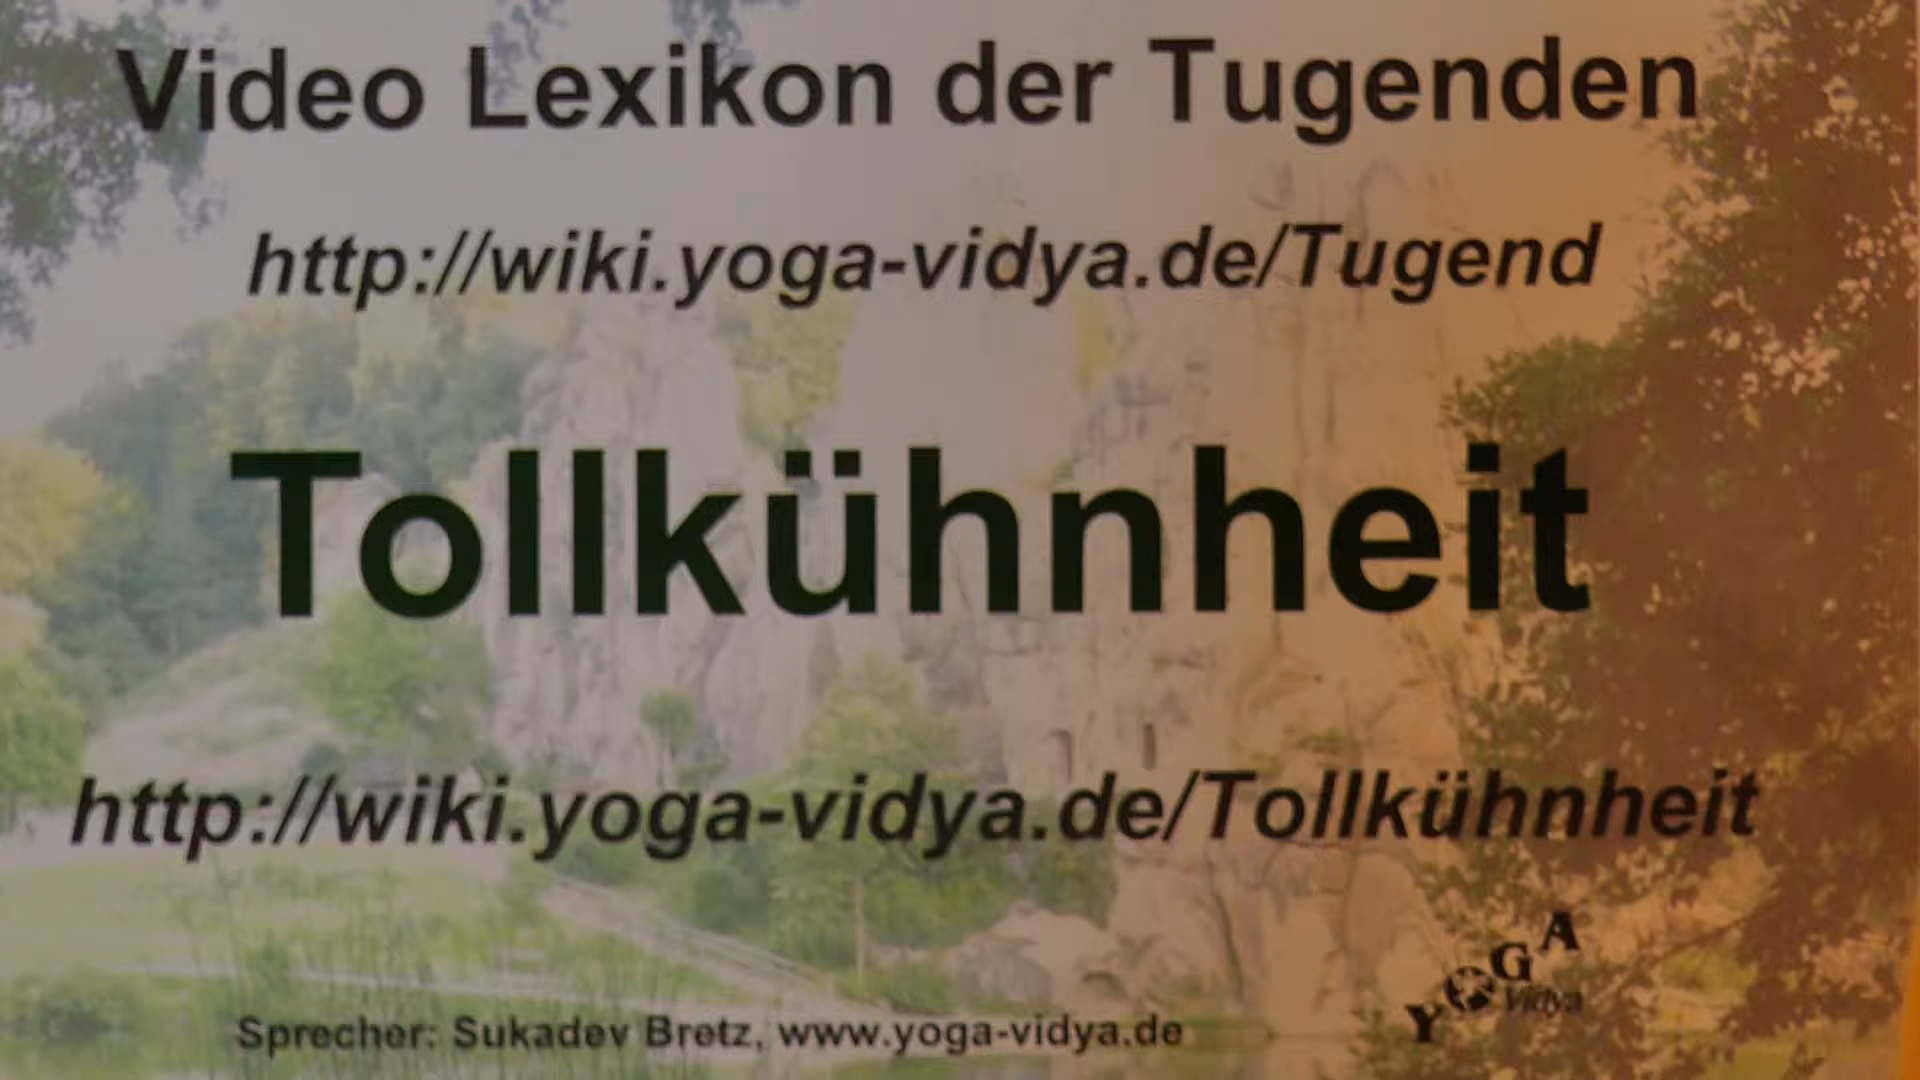 Video Lexikon der Tugenden
http://wiki.yoga-vidya.de/Tugend
Tollkühnheit
http://wiki.yoga-vidya.de/Tollkühnheit
YOGA
Vidya
Sprecher: Sukadev Bretz, www.yoga-vidya.de